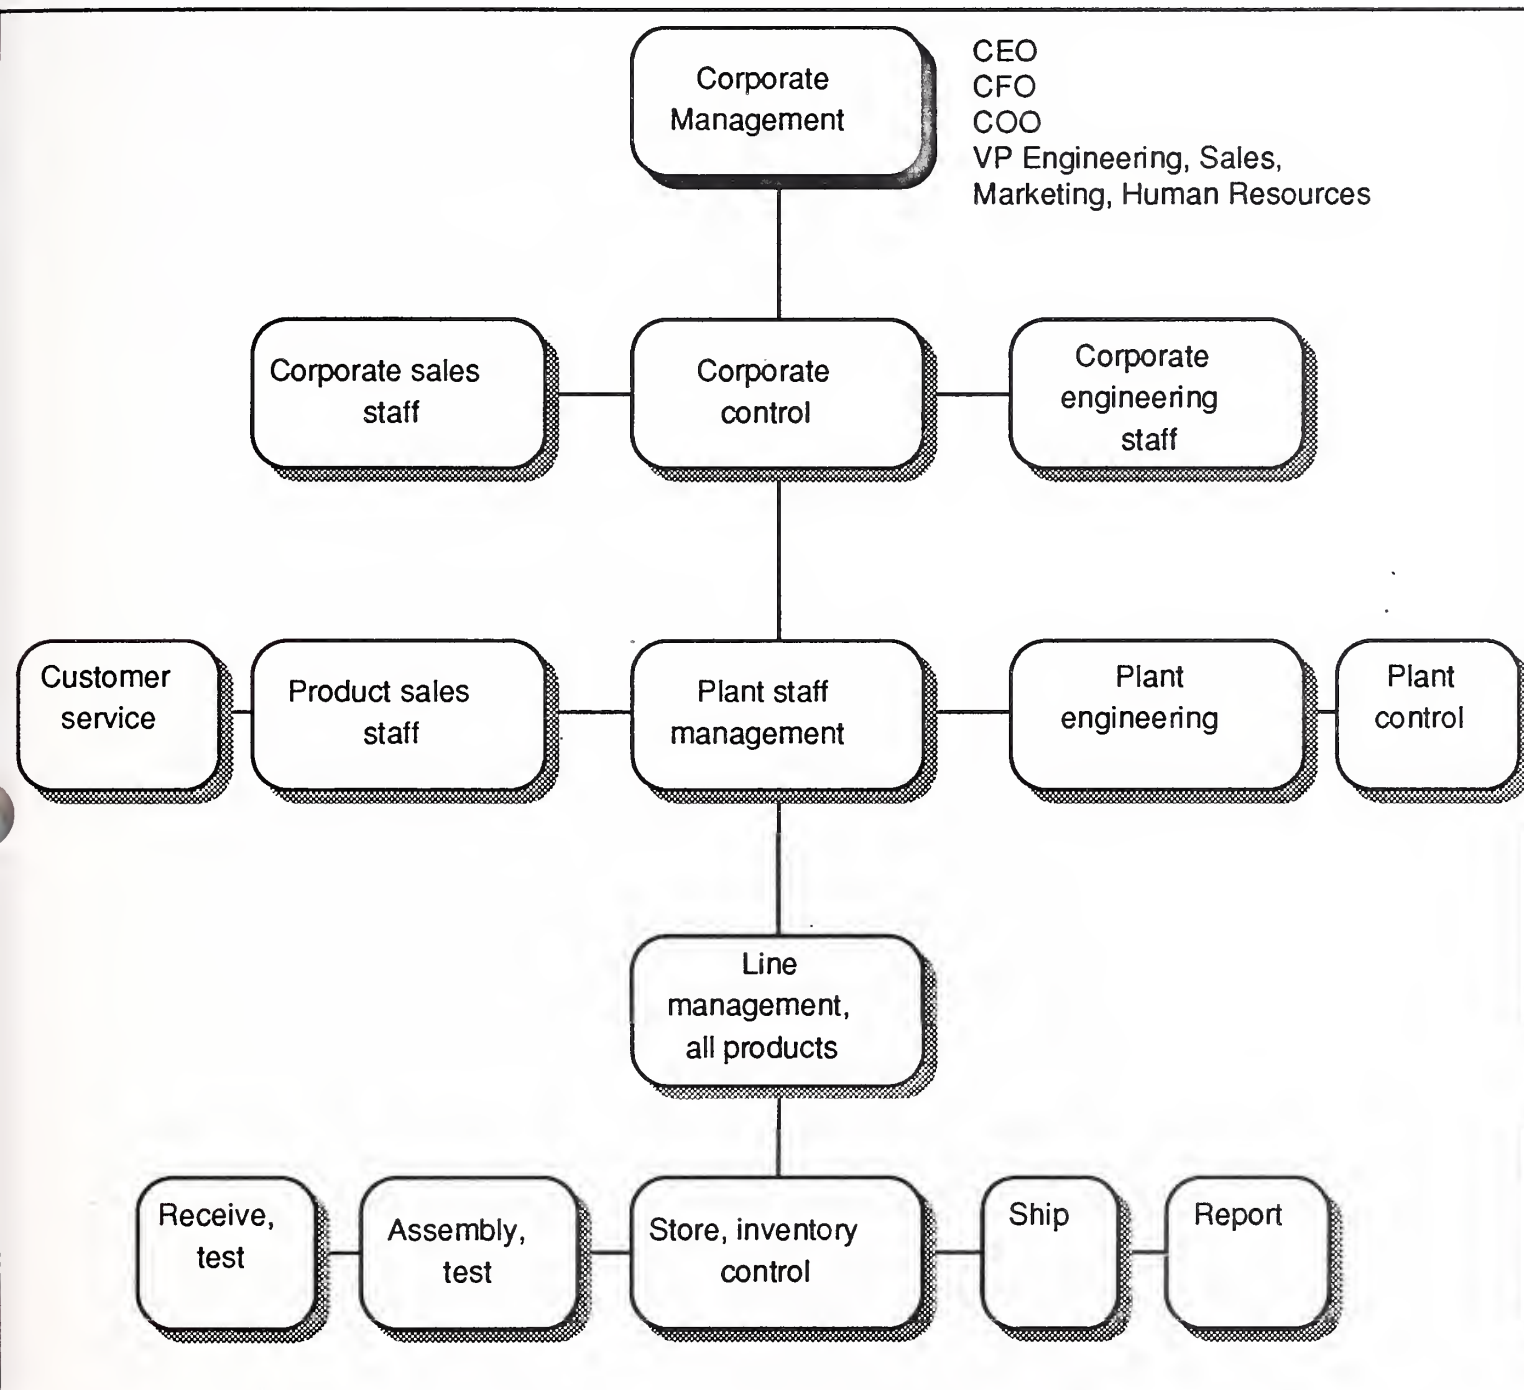 Corporate
Management
CEO
CFO
COO
VP Engineering, Sales,
Marketing, Human Resources
Corporate sales
staff
Corporate
control
Corporate
engineering
staff
Customer
service
Product sales
staff
Plant staff
management
Plant
engineering
Plant
control
Line
management,
all products
Receive,
test
Assembly,
test
Store, inventory
control
Ship
Report